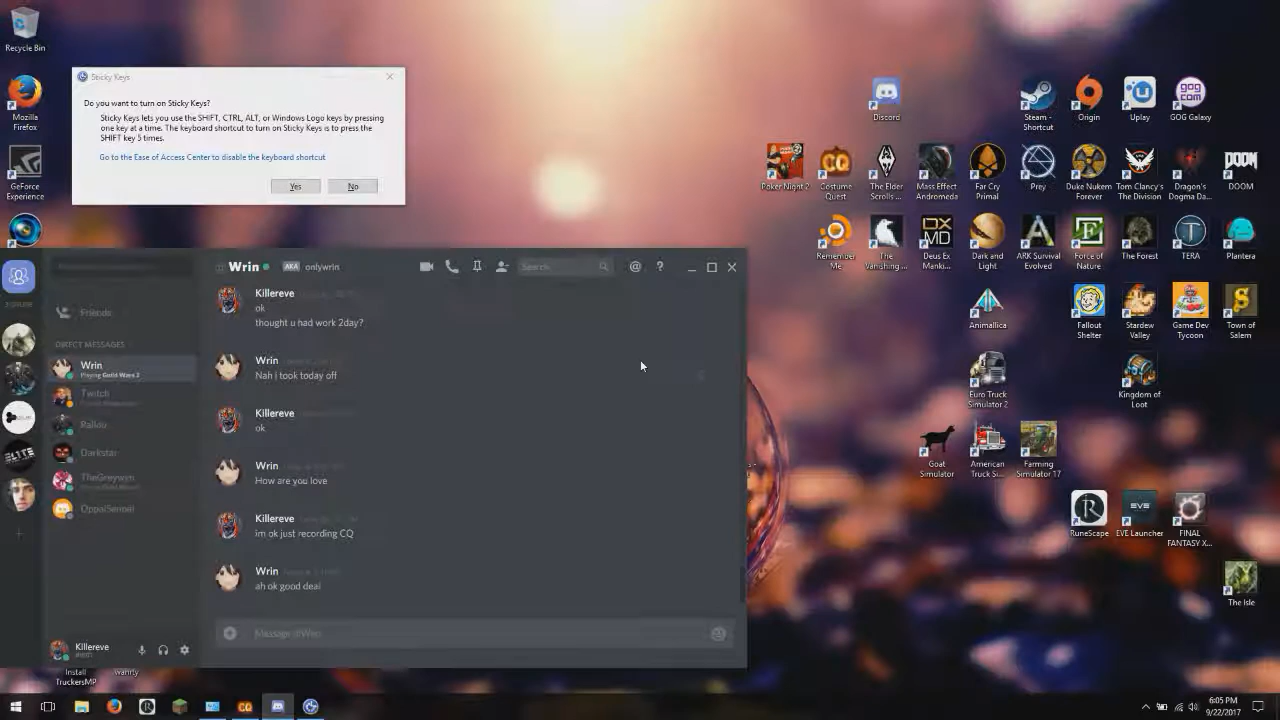 Recycle Bin
Mozilla
Firefox
GeForce
Experience
Sticky Keys
Do you want to turn on Sticky Keys?
Sticky Keys lets you use the SHIFT, CTRL, ALT, or Windows Logo keys by pressing
one key at a time. The keyboard shortcut to turn on Sticky Keys is to press the
SHIFT key 5 times.
Go to the Ease of Access Center to disable the keyboard shortcut
Yes
No
Friends
DIRECT MESSAGES
Wrin
Playing Guild Wars 2
Twitch
Darkstar
Killereve
Wrin
AKA onlywrin
Search
Killereve
ok
thought u had work 2day?
Wrin
Nah i took today off
Killereve
ok
Wrin
How are you love
Killereve
im ok just recording CQ
Wrin
ah ok good deal
Message @Wrin
Install
TruckersMP
Discord
Steam -
Shortcut
Origin
Uplay
gog
com
GOG Galaxy
Poker Night 2
CQ
Costume
Quest
The Elder
Scrolls ...
Mass Effect
Andromeda
Far Cry
Primal
Prey
Duke Nukem
Forever
Tom Clancy's
The Division
Dragon's
Dogma Da...
DOOM
Remember
Me
The
Vanishing ...
DX
MD
Deus Ex
Manki...
Dark and
Light
ARK Survival
Evolved
Force of
Nature
The Forest
TERA
Plantera
Animallica
Fallout
Shelter
Stardew
Valley
Game Dev
Tycoon
Town of
Salem
Euro Truck
Simulator 2
Kingdom of
Loot
Goat
Simulator
American
Truck Si...
Farming
Simulator 17
RuneScape
EVE
EVE Launcher
FINAL
FANTASY X...
The Isle
6:05 PM
9/22/2017